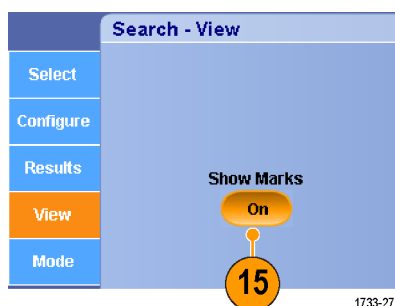 Search - View
Select
Configure
Results
View
Mode
Show Marks
On
15
1733-27